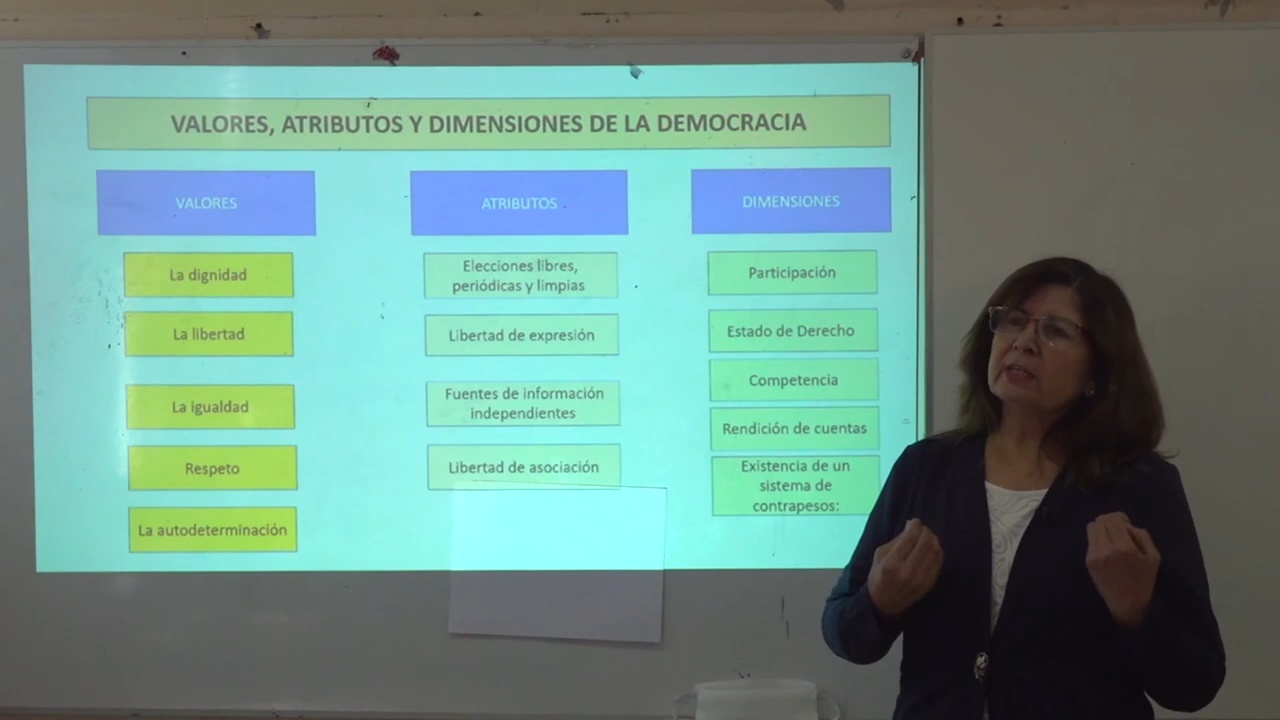 VALORES, ATRIBUTOS Y DIMENSIONES DE LA DEMOCRACIA
VALORES
La dignidad
La libertad
La igualdad
Respeto
La autodeterminación
ATRIBUTOS
Elecciones libres,
periódicas y limpias
Libertad de expresión
Fuentes de información
independientes
Libertad de asociación
DIMENSIONES
Participación
Estado de Derecho
Competencia
Rendición de cuentas
Existencia de un
sistema de
contrapesos: